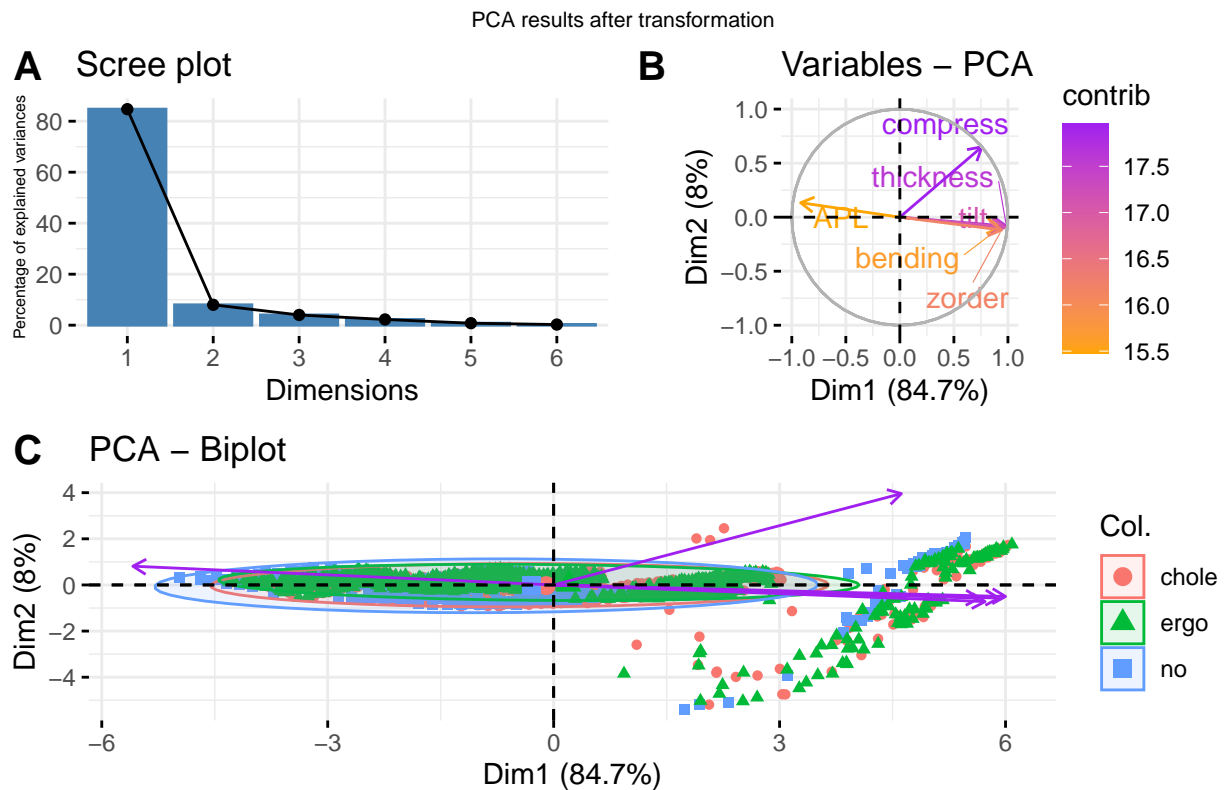 PCA results after transformation
A Scree plot
Percentage of explained variances
80
60
40
20
0
1 2 3 4 5 6
Dimensions
B Variables − PCA
Dim2 (8%)
1.0
0.5
0.0
−0.5
−1.0
compress
thickness
APL
tilt
bending
zorder
−1.0 −0.5 0.0 0.5 1.0
Dim1 (84.7%)
contrib
17.5
17.0
16.5
16.0
15.5
C PCA − Biplot
Dim2 (8%)
4
2
0
−2
−4
−6 −3 0 3 6
Dim1 (84.7%)
Col.
chole
ergo
no